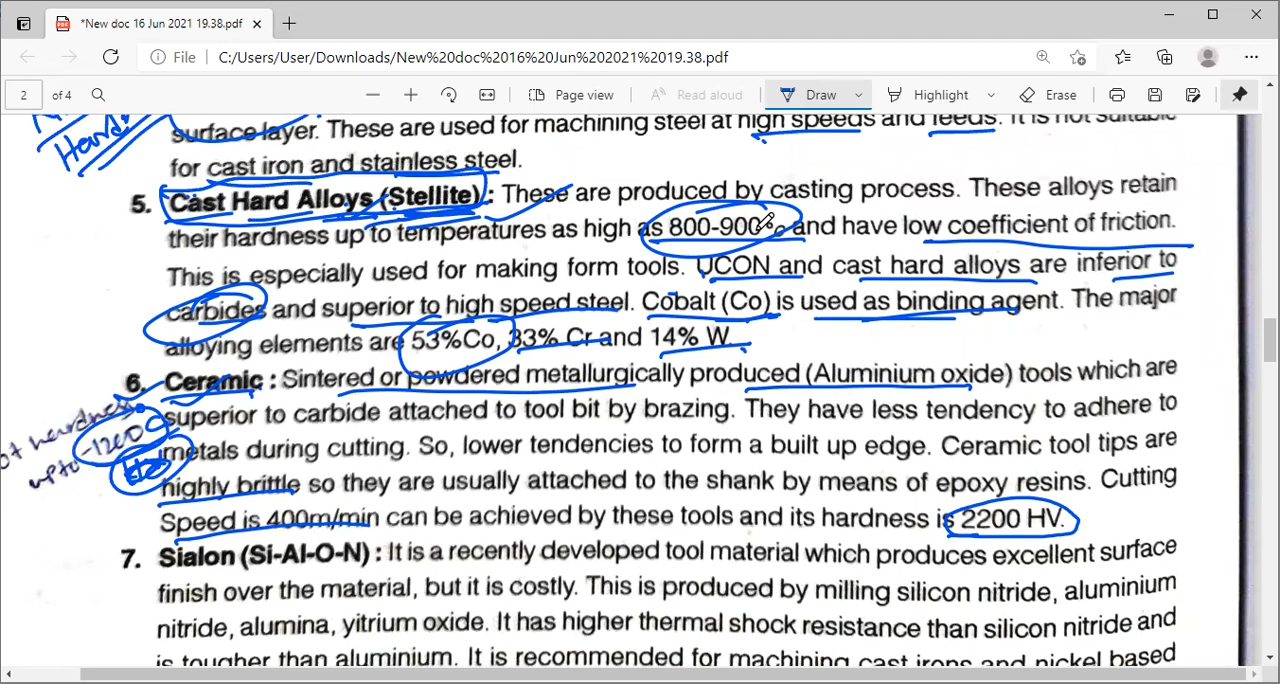 *New doc 16 Jun 2021 19.38.pdf
File C:/Users/User/Downloads/New%20doc%2016%20Jun%202021%2019.38.pdf
2 of 4 Page view Read aloud Draw Highlight Erase
surface layer. These are used for machining steel at high speeds and feeds. It is not suitable
for cast iron and stainless steel.
5. Cast Hard Alloys (Stellite) : These are produced by casting process. These alloys retain
their hardness up to temperatures as high as 800-900°c and have low coefficient of friction.
This is especially used for making form tools. UCON and cast hard alloys are inferior to
carbides and superior to high speed steel. Cobalt (Co) is used as binding agent. The major
alloying elements are 53%Co, 33% Cr and 14% W.
6. Ceramic : Sintered or powdered metallurgically produced (Aluminium oxide) tools which are
superior to carbide attached to tool bit by brazing. They have less tendency to adhere to
metals during cutting. So, lower tendencies to form a built up edge. Ceramic tool tips are
highly brittle so they are usually attached to the shank by means of epoxy resins. Cutting
Speed is 400m/min can be achieved by these tools and its hardness is 2200 HV.
hardness
upto -1200C
7. Sialon (Si-Al-O-N) : It is a recently developed tool material which produces excellent surface
finish over the material, but it is costly. This is produced by milling silicon nitride, aluminium
nitride, alumina, yitrium oxide. It has higher thermal shock resistance than silicon nitride and
is tougher than aluminium. It is recommended for machining cast irons and nickel based